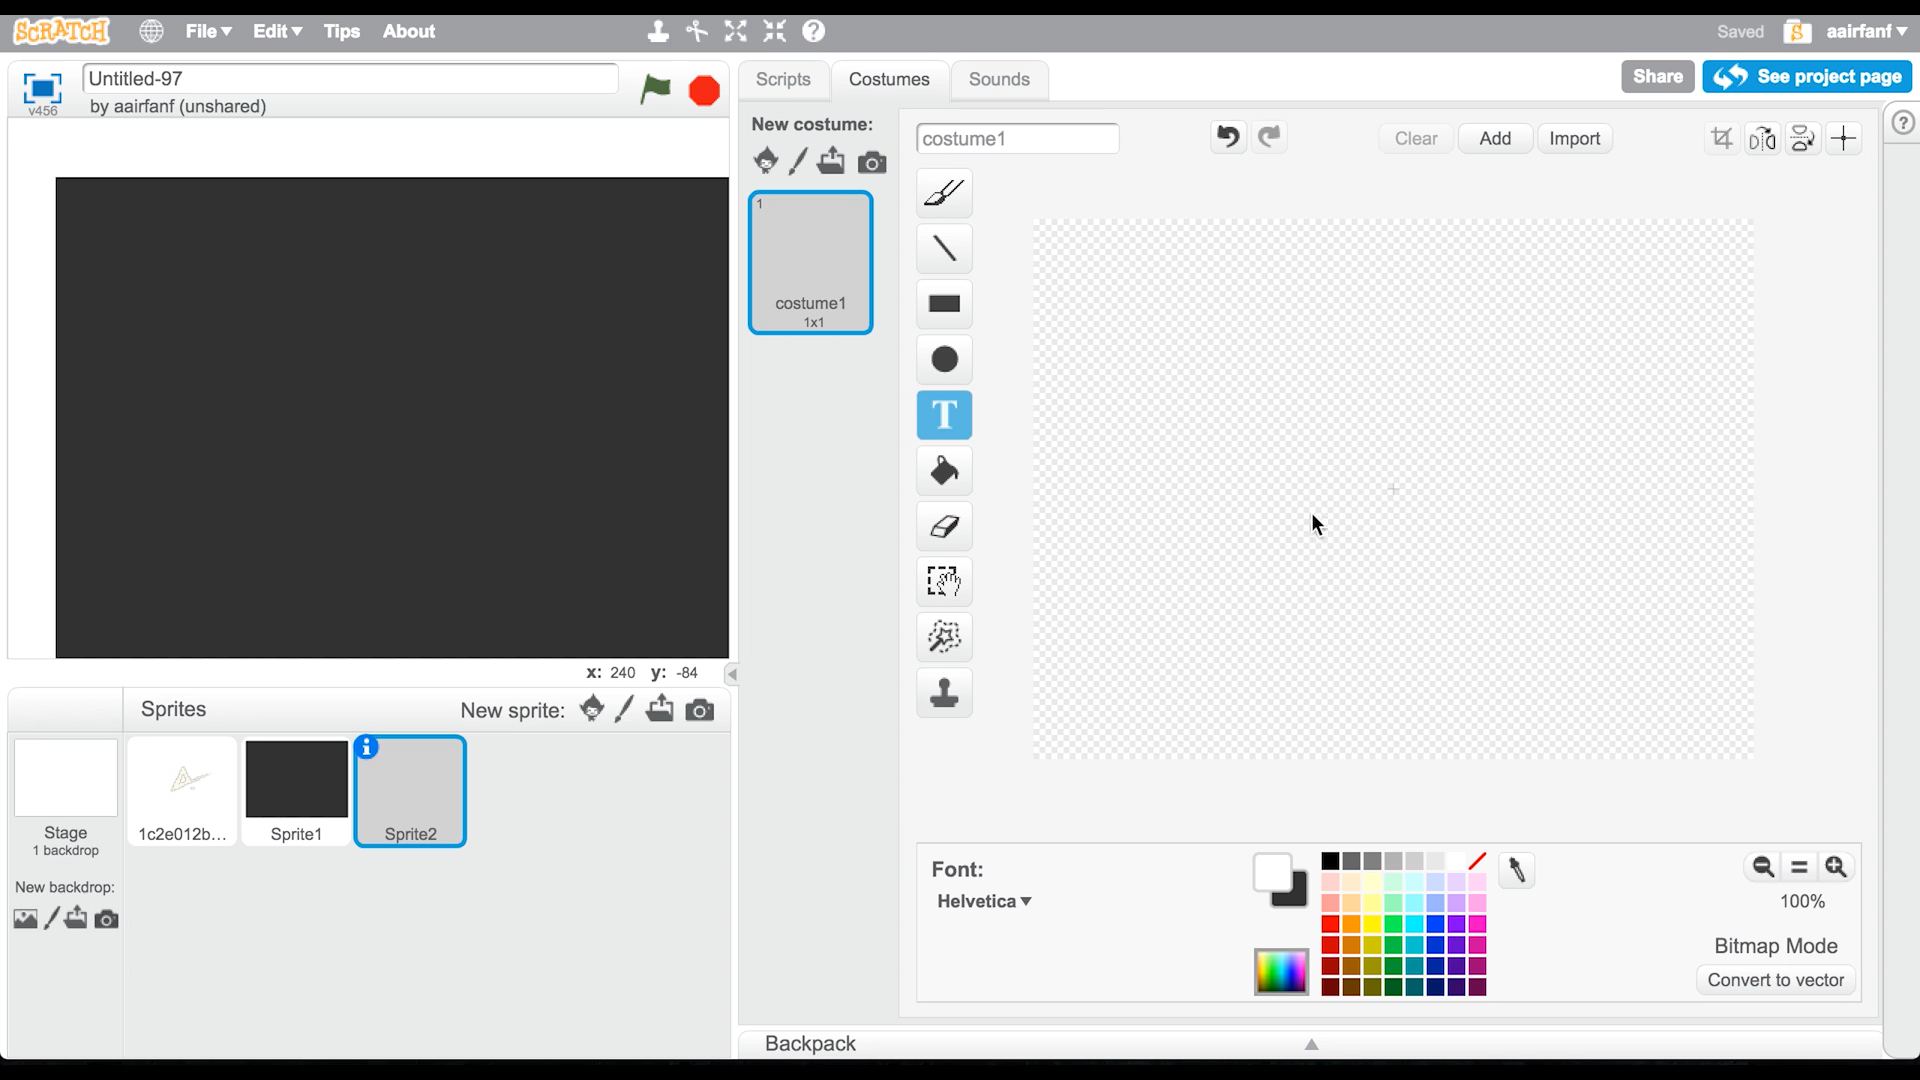 SCRATCH File▼ Edit▼ Tips About Saved aairfanf▼
v456 Untitled-97
by aairfanf (unshared)
Scripts Costumes Sounds Share See project page
New costume:
costume1 Clear Add Import
1
costume1
1x1
T
x: 240 y: -84
Sprites New sprite:
Stage
1 backdrop
1c2e012b... Sprite1 Sprite2
New backdrop:
Font:
Helvetica▼
100%
Bitmap Mode
Convert to vector
Backpack